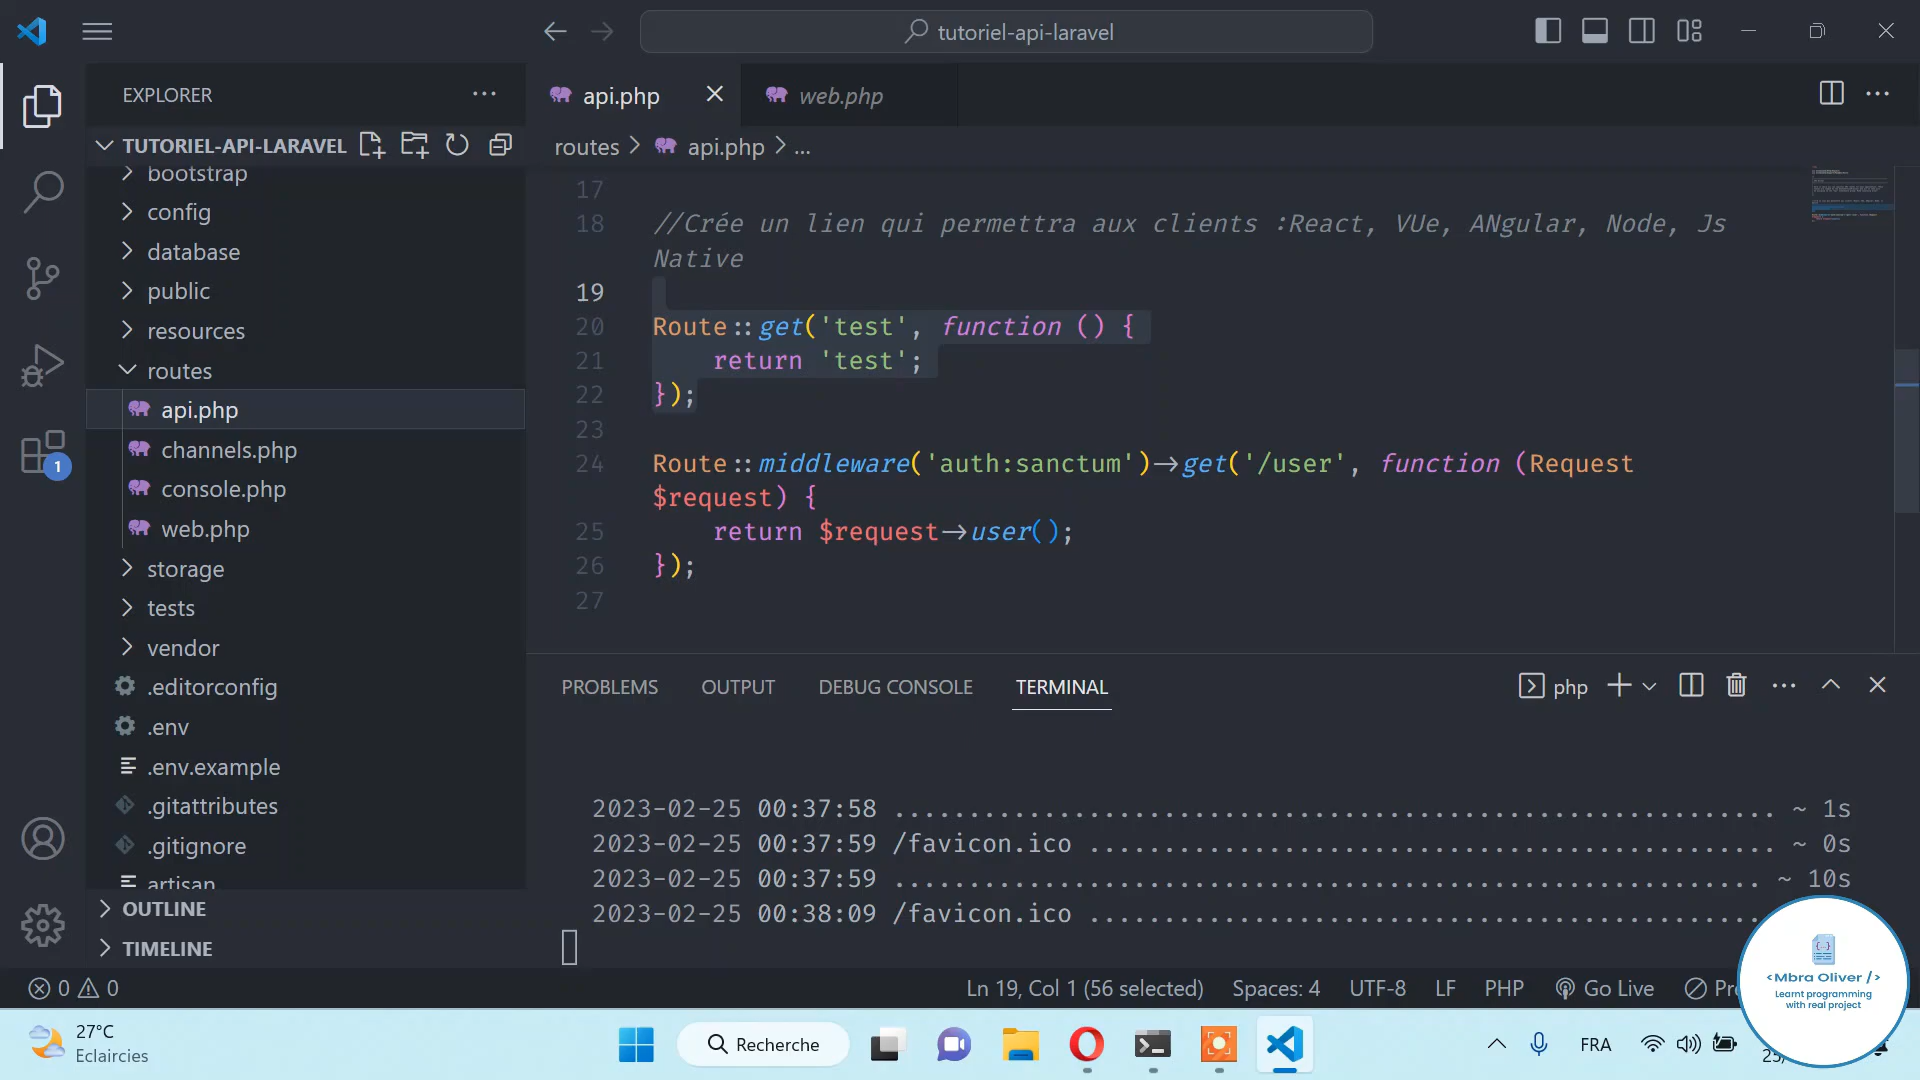 tutoriel-api-laravel
EXPLORER
api.php
web.php
TUTORIEL-API-LARAVEL
routes > api.php > ...
bootstrap
config
database
public
resources
routes
api.php
channels.php
console.php
web.php
storage
tests
vendor
.editorconfig
.env
.env.example
.gitattributes
.gitignore
artisan
OUTLINE
TIMELINE
17
18 //Crée un lien qui permettra aux clients :React, VUe, ANgular, Node, Js
Native
19
20 Route::get('test', function () {
21 return 'test';
22 });
23
24 Route::middleware('auth:sanctum')->get('/user', function (Request
$request) {
25 return $request->user();
26 });
27
PROBLEMS OUTPUT DEBUG CONSOLE TERMINAL
php
2023-02-25 00:37:58 ........................................................... ~ 1s
2023-02-25 00:37:59 /favicon.ico .............................................. ~ 0s
2023-02-25 00:37:59 .......................................................... ~ 10s
2023-02-25 00:38:09 /favicon.ico .............................................
0 0
Ln 19, Col 1 (56 selected) Spaces: 4 UTF-8 LF PHP Go Live
1
<Mbra Oliver />
Learnt programming
with real project
27°C
Eclaircies
Recherche
FRA